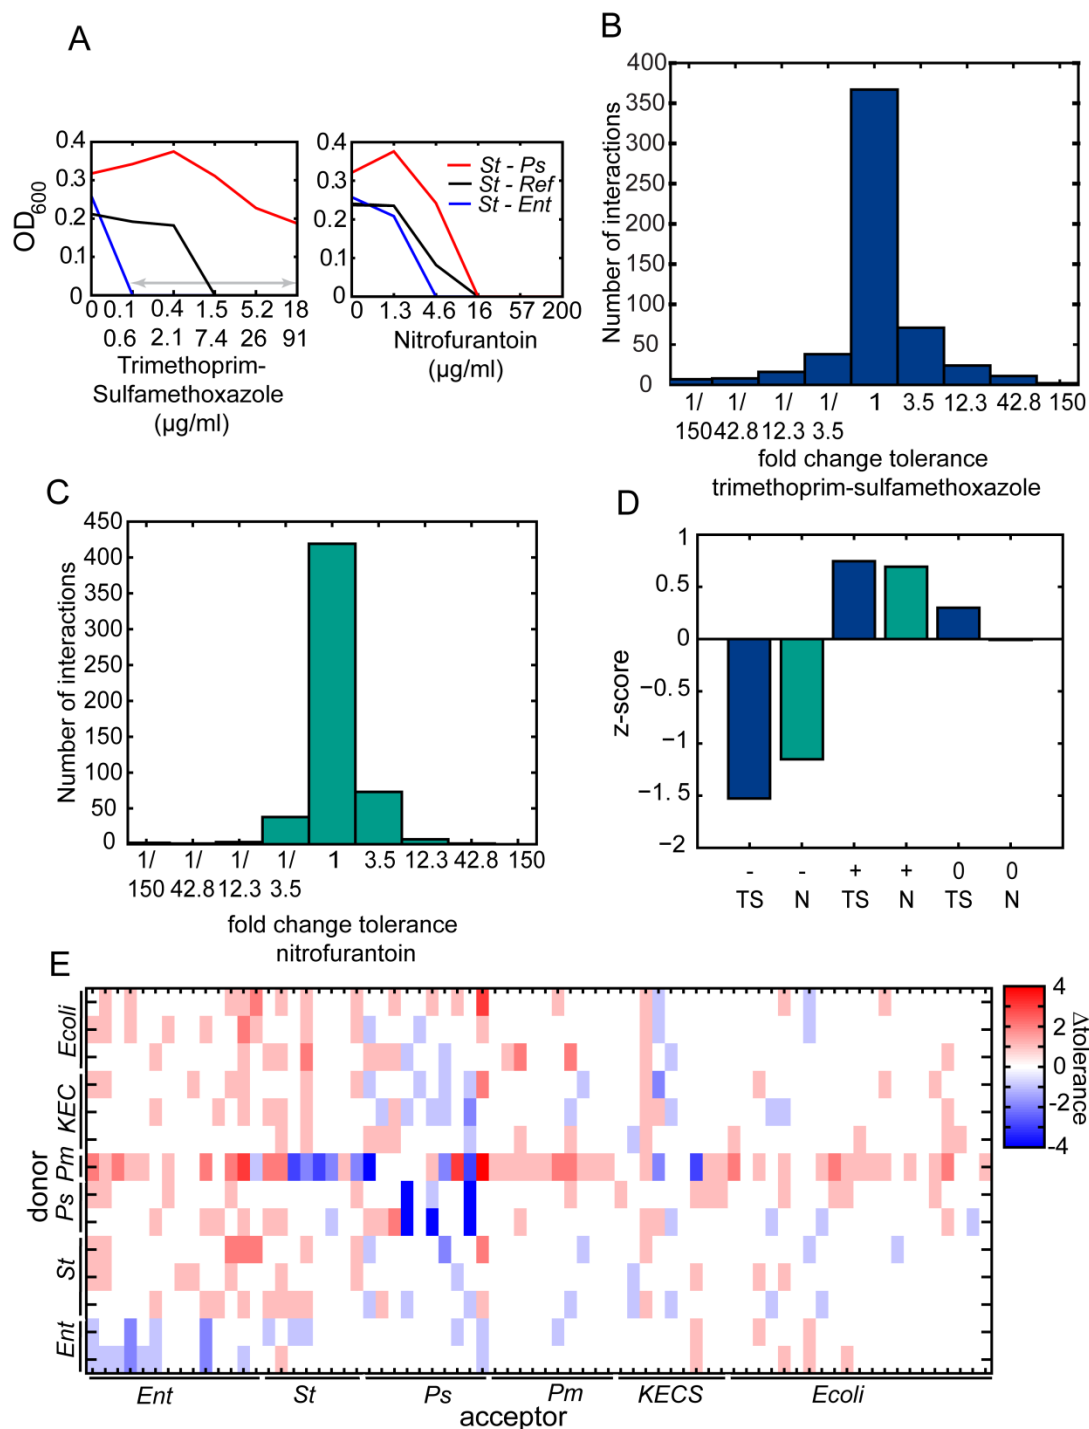 A
OD600
0.4
0.3
0.2
0.1
0
0 0.1 0.4 1.5 5.2 18
0.6 2.1 7.4 26 91
Trimethoprim-
Sulfamethoxazole
(µg/ml)
0.4
0.3
0.2
0.1
0
St - Ps
St - Ref
St - Ent
0 1.3 4.6 16 57 200
Nitrofurantoin
(µg/ml)
B
Number of interactions
400
350
300
250
200
150
100
50
0
1/ 1/ 1/ 1/ 1 3.5 12.3 42.8 150
150 42.8 12.3 3.5
fold change tolerance
trimethoprim-sulfamethoxazole
C
Number of interactions
450
400
350
300
250
200
150
100
50
0
1/ 1/ 1/ 1/ 1 3.5 12.3 42.8 150
150 42.8 12.3 3.5
fold change tolerance
nitrofurantoin
D
z-score
1
0.5
0
−0.5
−1
−1.5
−2
- - + + 0 0
TS N TS N TS N
E
donor
Ecoli
KEC
Pm
Ps
St
Ent
Ent St Ps Pm KECS Ecoli
acceptor
4
2
0
-2
-4
Δtolerance